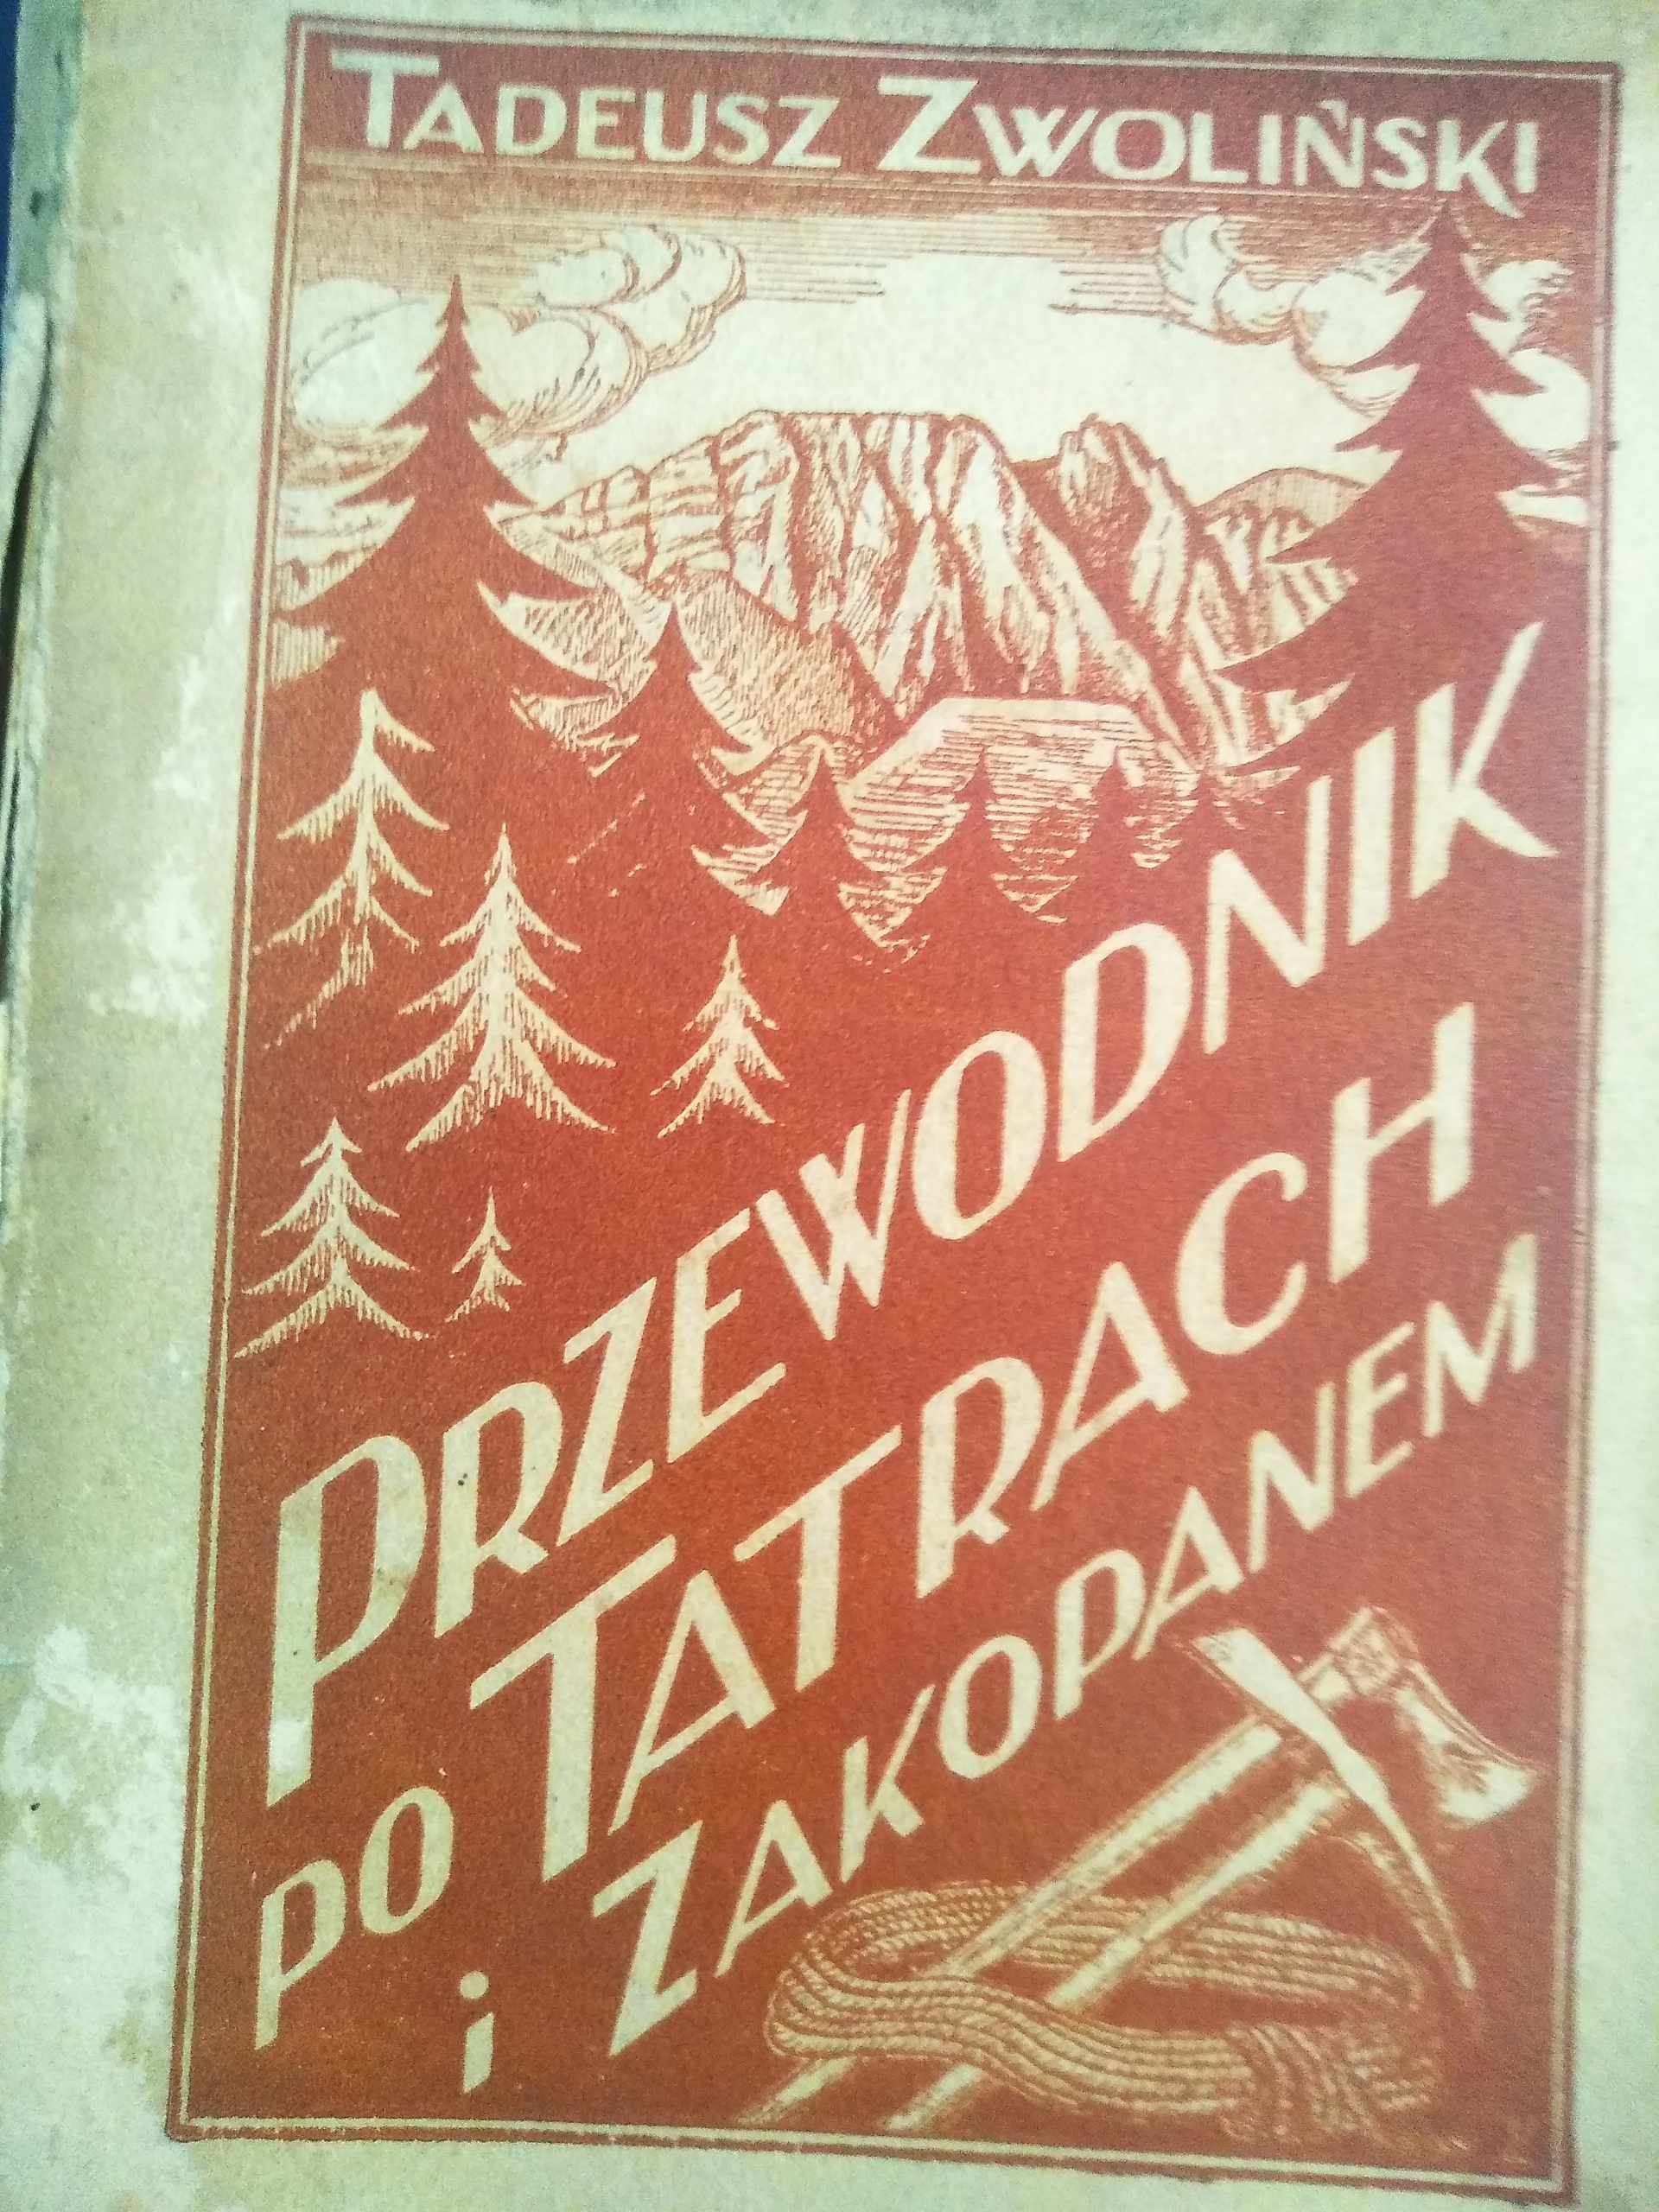 TADEUSZ ZWOLIŃSKI
PRZEWODNIK
PO TATRACH
i ZAKOPANEM